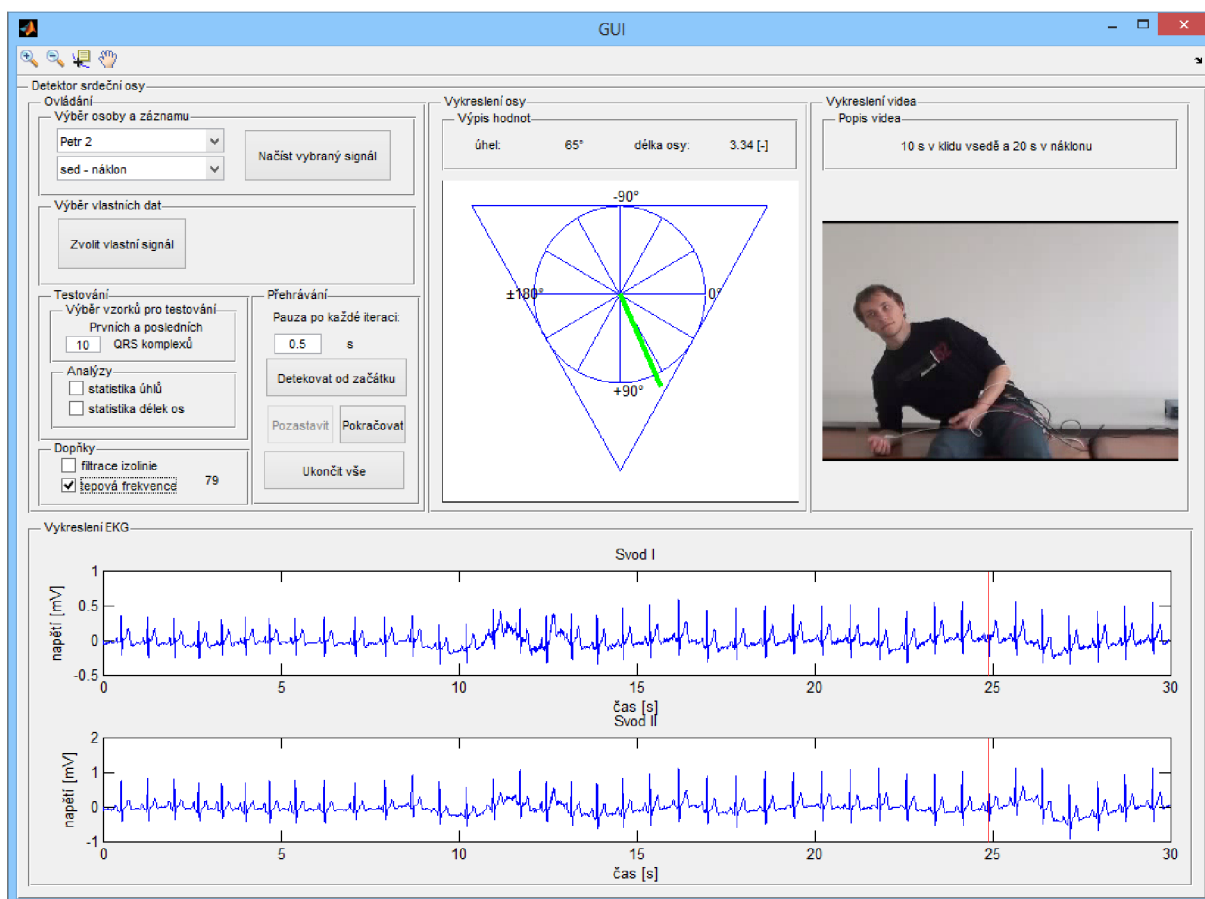 GUI
Detektor srdeční osy
Ovládání
Výběr osoby a záznamu
Petr 2
sed - náklon
Načíst vybraný signál
Výběr vlastních dat
Zvolit vlastní signál
Testování
Výběr vzorků pro testování
Prvních a posledních
10 QRS komplexů
Analýzy
statistika úhlů
statistika délek os
Dopňky
filtrace izolinie
tepová frekvence 79
Přehrávání
Pauza po každé iteraci:
0.5 s
Detekovat od začátku
Pozastavit Pokračovat
Ukončit vše
Vykreslení osy
Výpis hodnot
úhel: 65° délka osy: 3.34 [-]
-90°
±180° 0°
+90°
Vykreslení videa
Popis videa
10 s v klidu vsedě a 20 s v náklonu
Vykreslení EKG
Svod I
napětí [mV]
1
0.5
0
-0.5
0 5 10 15 20 25 30
čas [s]
Svod II
napětí [mV]
2
1
0
-1
0 5 10 15 20 25 30
čas [s]